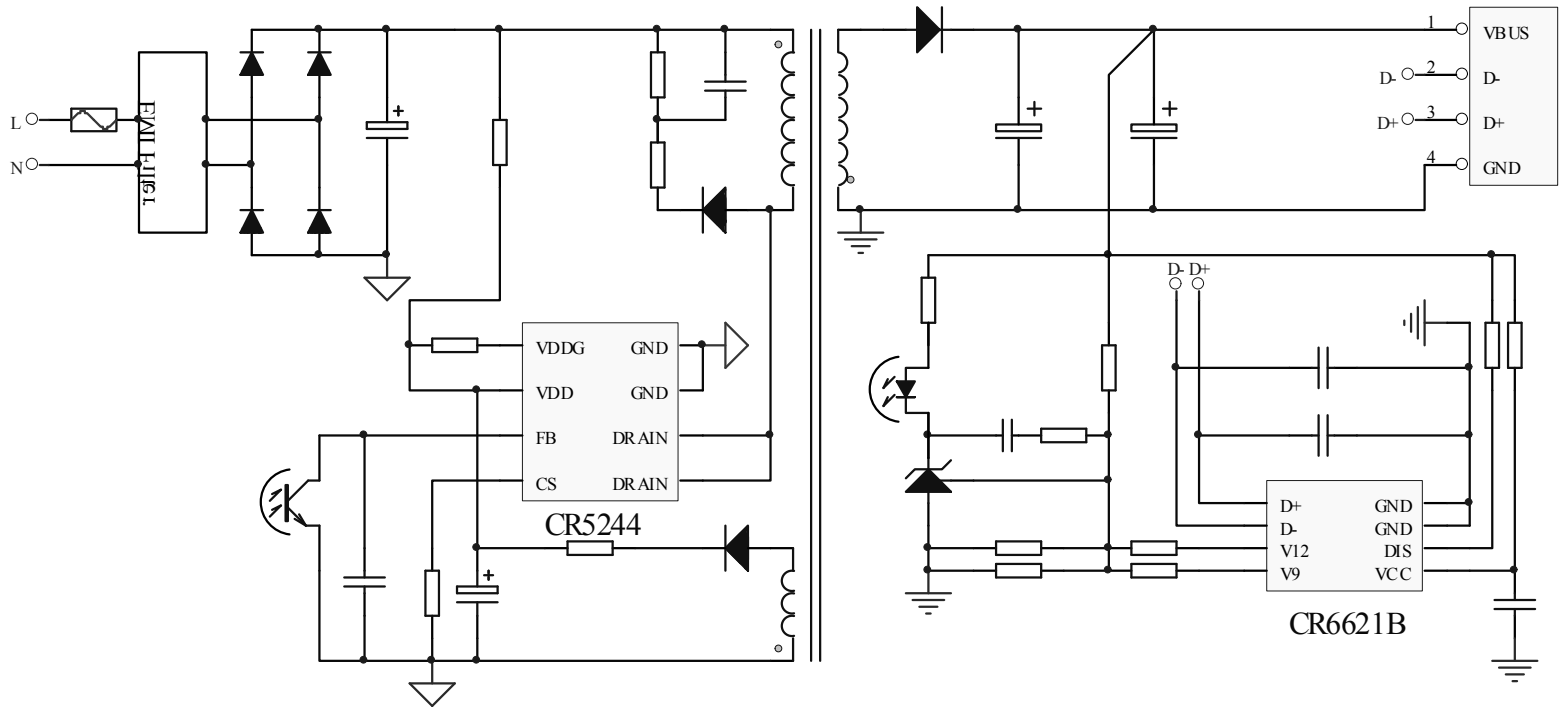 1 VBUS
D- 2 D-
D+ 3 D+
4 GND
L
N
EMI Filter
D- D+
VDDG GND
VDD GND
FB DRAIN
CS DRAIN
CR5244
D+ GND
D- GND
V12 DIS
V9 VCC
CR6621B
+
+
+
+